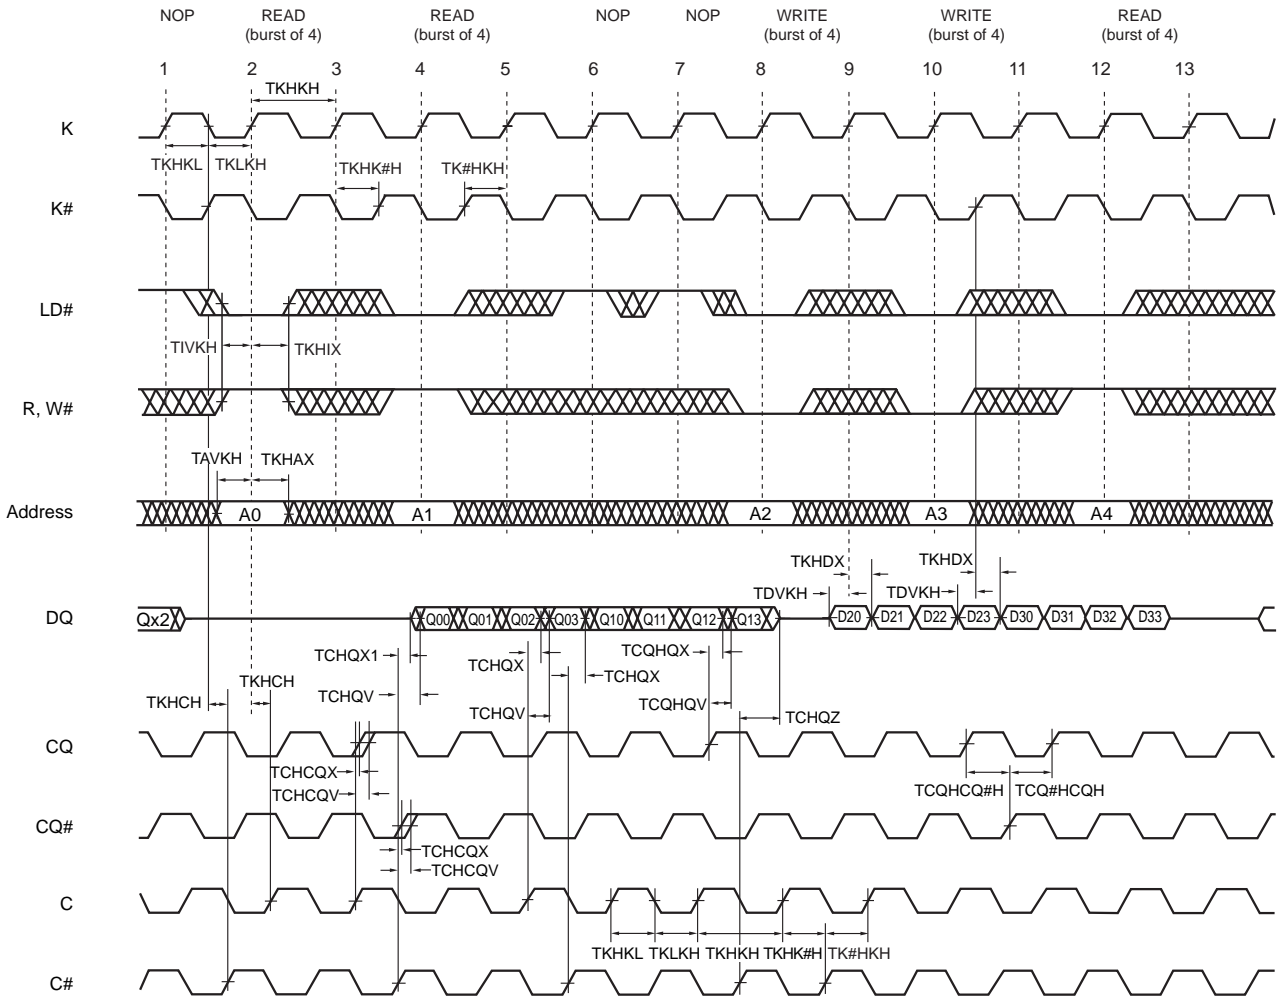 NOP READ READ NOP NOP WRITE WRITE READ
(burst of 4) (burst of 4) (burst of 4) (burst of 4) (burst of 4)
1 2 3 4 5 6 7 8 9 10 11 12 13
TKHKH
K
TKHKL TKLKH TKHK#H TK#HKH
K#
LD#
TIVKH TKHIX
R, W#
TAVKH TKHAX
Address A0 A1 A2 A3 A4
TKHDX TKHDX
TDVKH TDVKH
DQ Qx2 Q00 Q01 Q02 Q03 Q10 Q11 Q12 Q13 D20 D21 D22 D23 D30 D31 D32 D33
TCHQX1 TCHQX TCQHQX
TCHQX
TKHCH TKHCH TCHQV TCQHQV
TCHQV TCHQZ
CQ
TCHCQX
TCHCQV TCQHCQ#H TCQ#HCQH
CQ#
TCHCQX
TCHCQV
C
TKHKL TKLKH TKHKH TKHK#H TK#HKH
C#